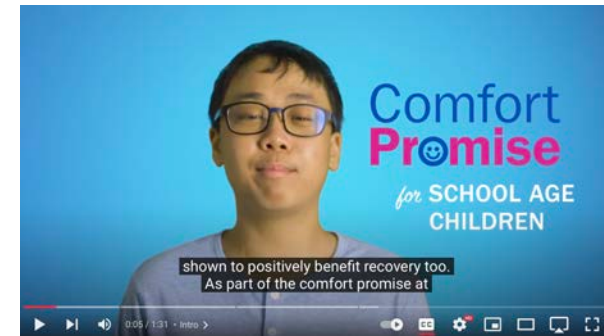 Comfort
Promise
for SCHOOL AGE
CHILDREN
shown to positively benefit recovery too.
As part of the comfort promise at
0:05 / 1:31 • Intro >
CC